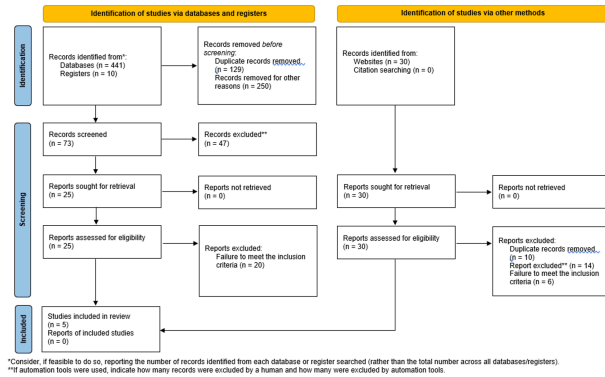 Identification of studies via databases and registers
Identification of studies via other methods
Identification
Records identified from*:
Databases (n = 441)
Registers (n = 10)
Records removed before
screening:
Duplicate records removed
(n = 129)
Records removed for other
reasons (n = 250)
Records identified from:
Websites (n = 30)
Citation searching (n = 0)
Screening
Records screened
(n = 73)
Records excluded**
(n = 47)
Reports sought for retrieval
(n = 25)
Reports not retrieved
(n = 0)
Reports sought for retrieval
(n = 30)
Reports not retrieved
(n = 0)
Reports assessed for eligibility
(n = 25)
Reports excluded:
Failure to meet the inclusion
criteria (n = 20)
Reports assessed for eligibility
(n = 30)
Reports excluded:
Duplicate records removed
(n = 10)
Report excluded** (n = 14)
Failure to meet the inclusion
criteria (n = 6)
Included
Studies included in review
(n = 5)
Reports of included studies
(n = 0)
*Consider, if feasible to do so, reporting the number of records identified from each database or register searched (rather than the total number across all databases/registers).
**If automation tools were used, indicate how many records were excluded by a human and how many were excluded by automation tools.